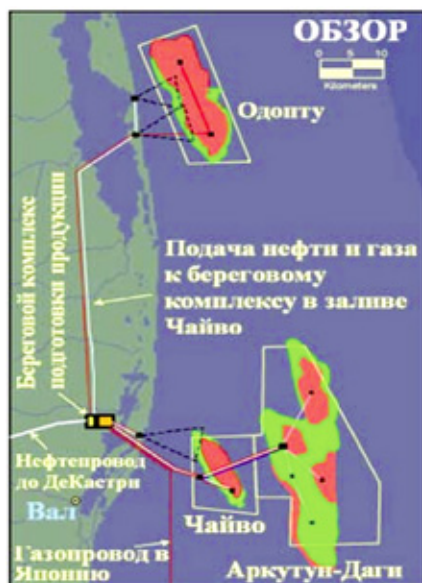 ОБЗОР
0 5 10
Kilometers
Одопту
Береговой комплекс
подготовки продукции
Подача нефти и газа
к береговому
комплексу в заливе
Чайво
Нефтепровод
до ДеКастри
Вал
Чайво
Газопровод в
Японию
Аркутун-Даги